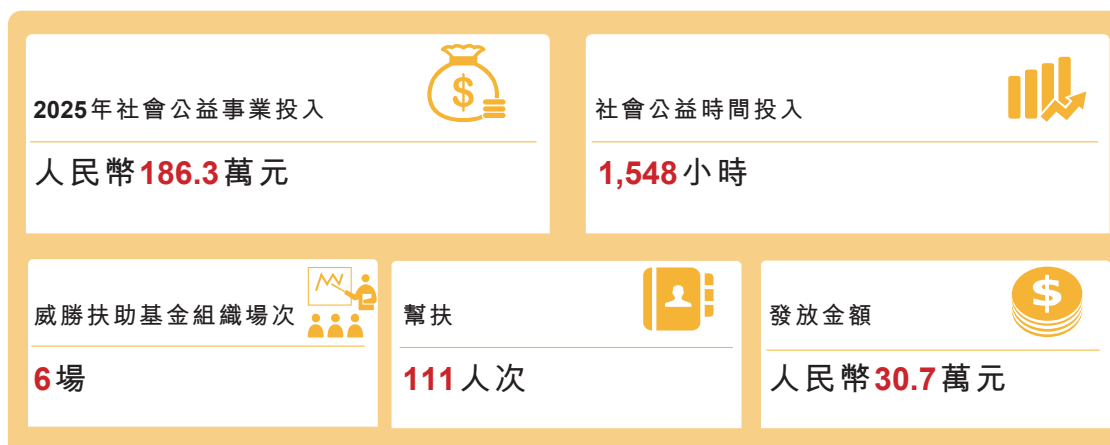 2025年社會公益事業投入
人民幣186.3萬元
社會公益時間投入
1,548小時
威勝扶助基金組織場次
6場
幫扶
111人次
發放金額
人民幣30.7萬元